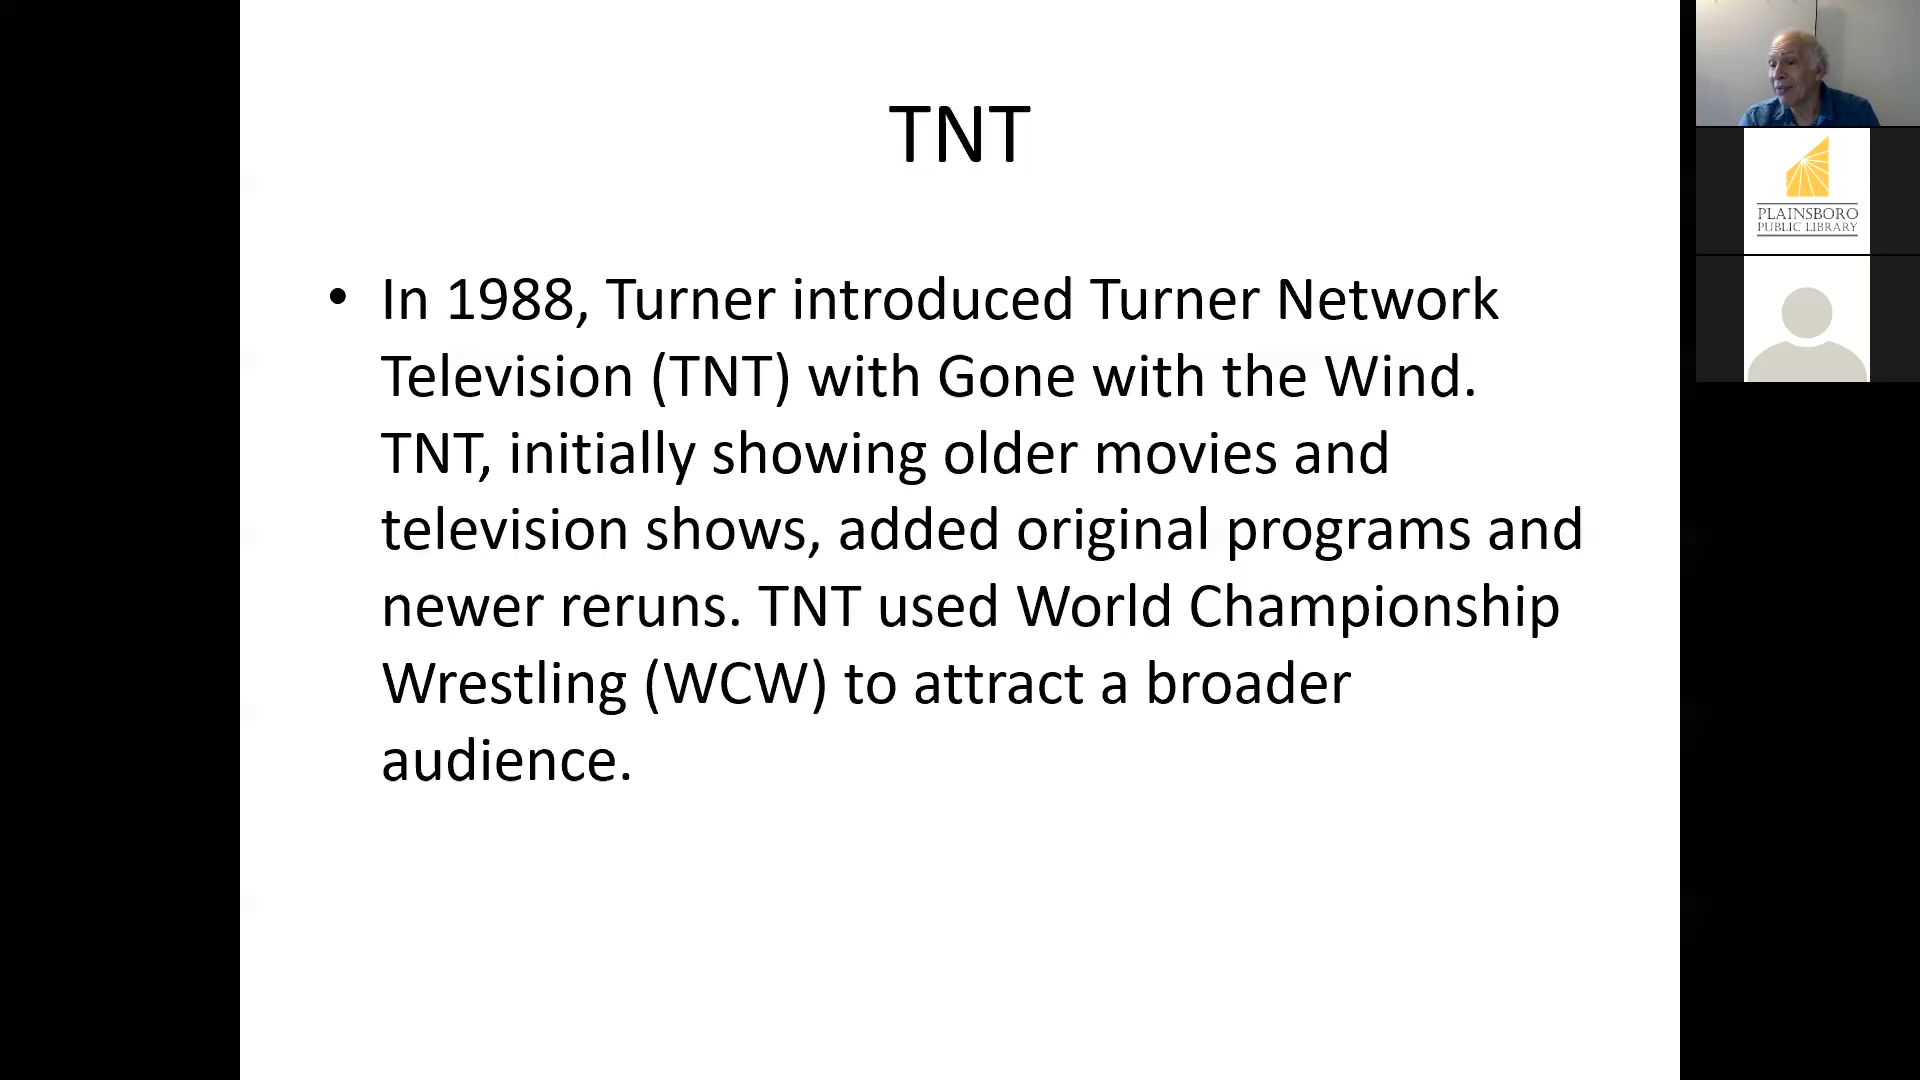 TNT
• In 1988, Turner introduced Turner Network
Television (TNT) with Gone with the Wind.
TNT, initially showing older movies and
television shows, added original programs and
newer reruns. TNT used World Championship
Wrestling (WCW) to attract a broader
audience.
PLAINSBORO
PUBLIC LIBRARY